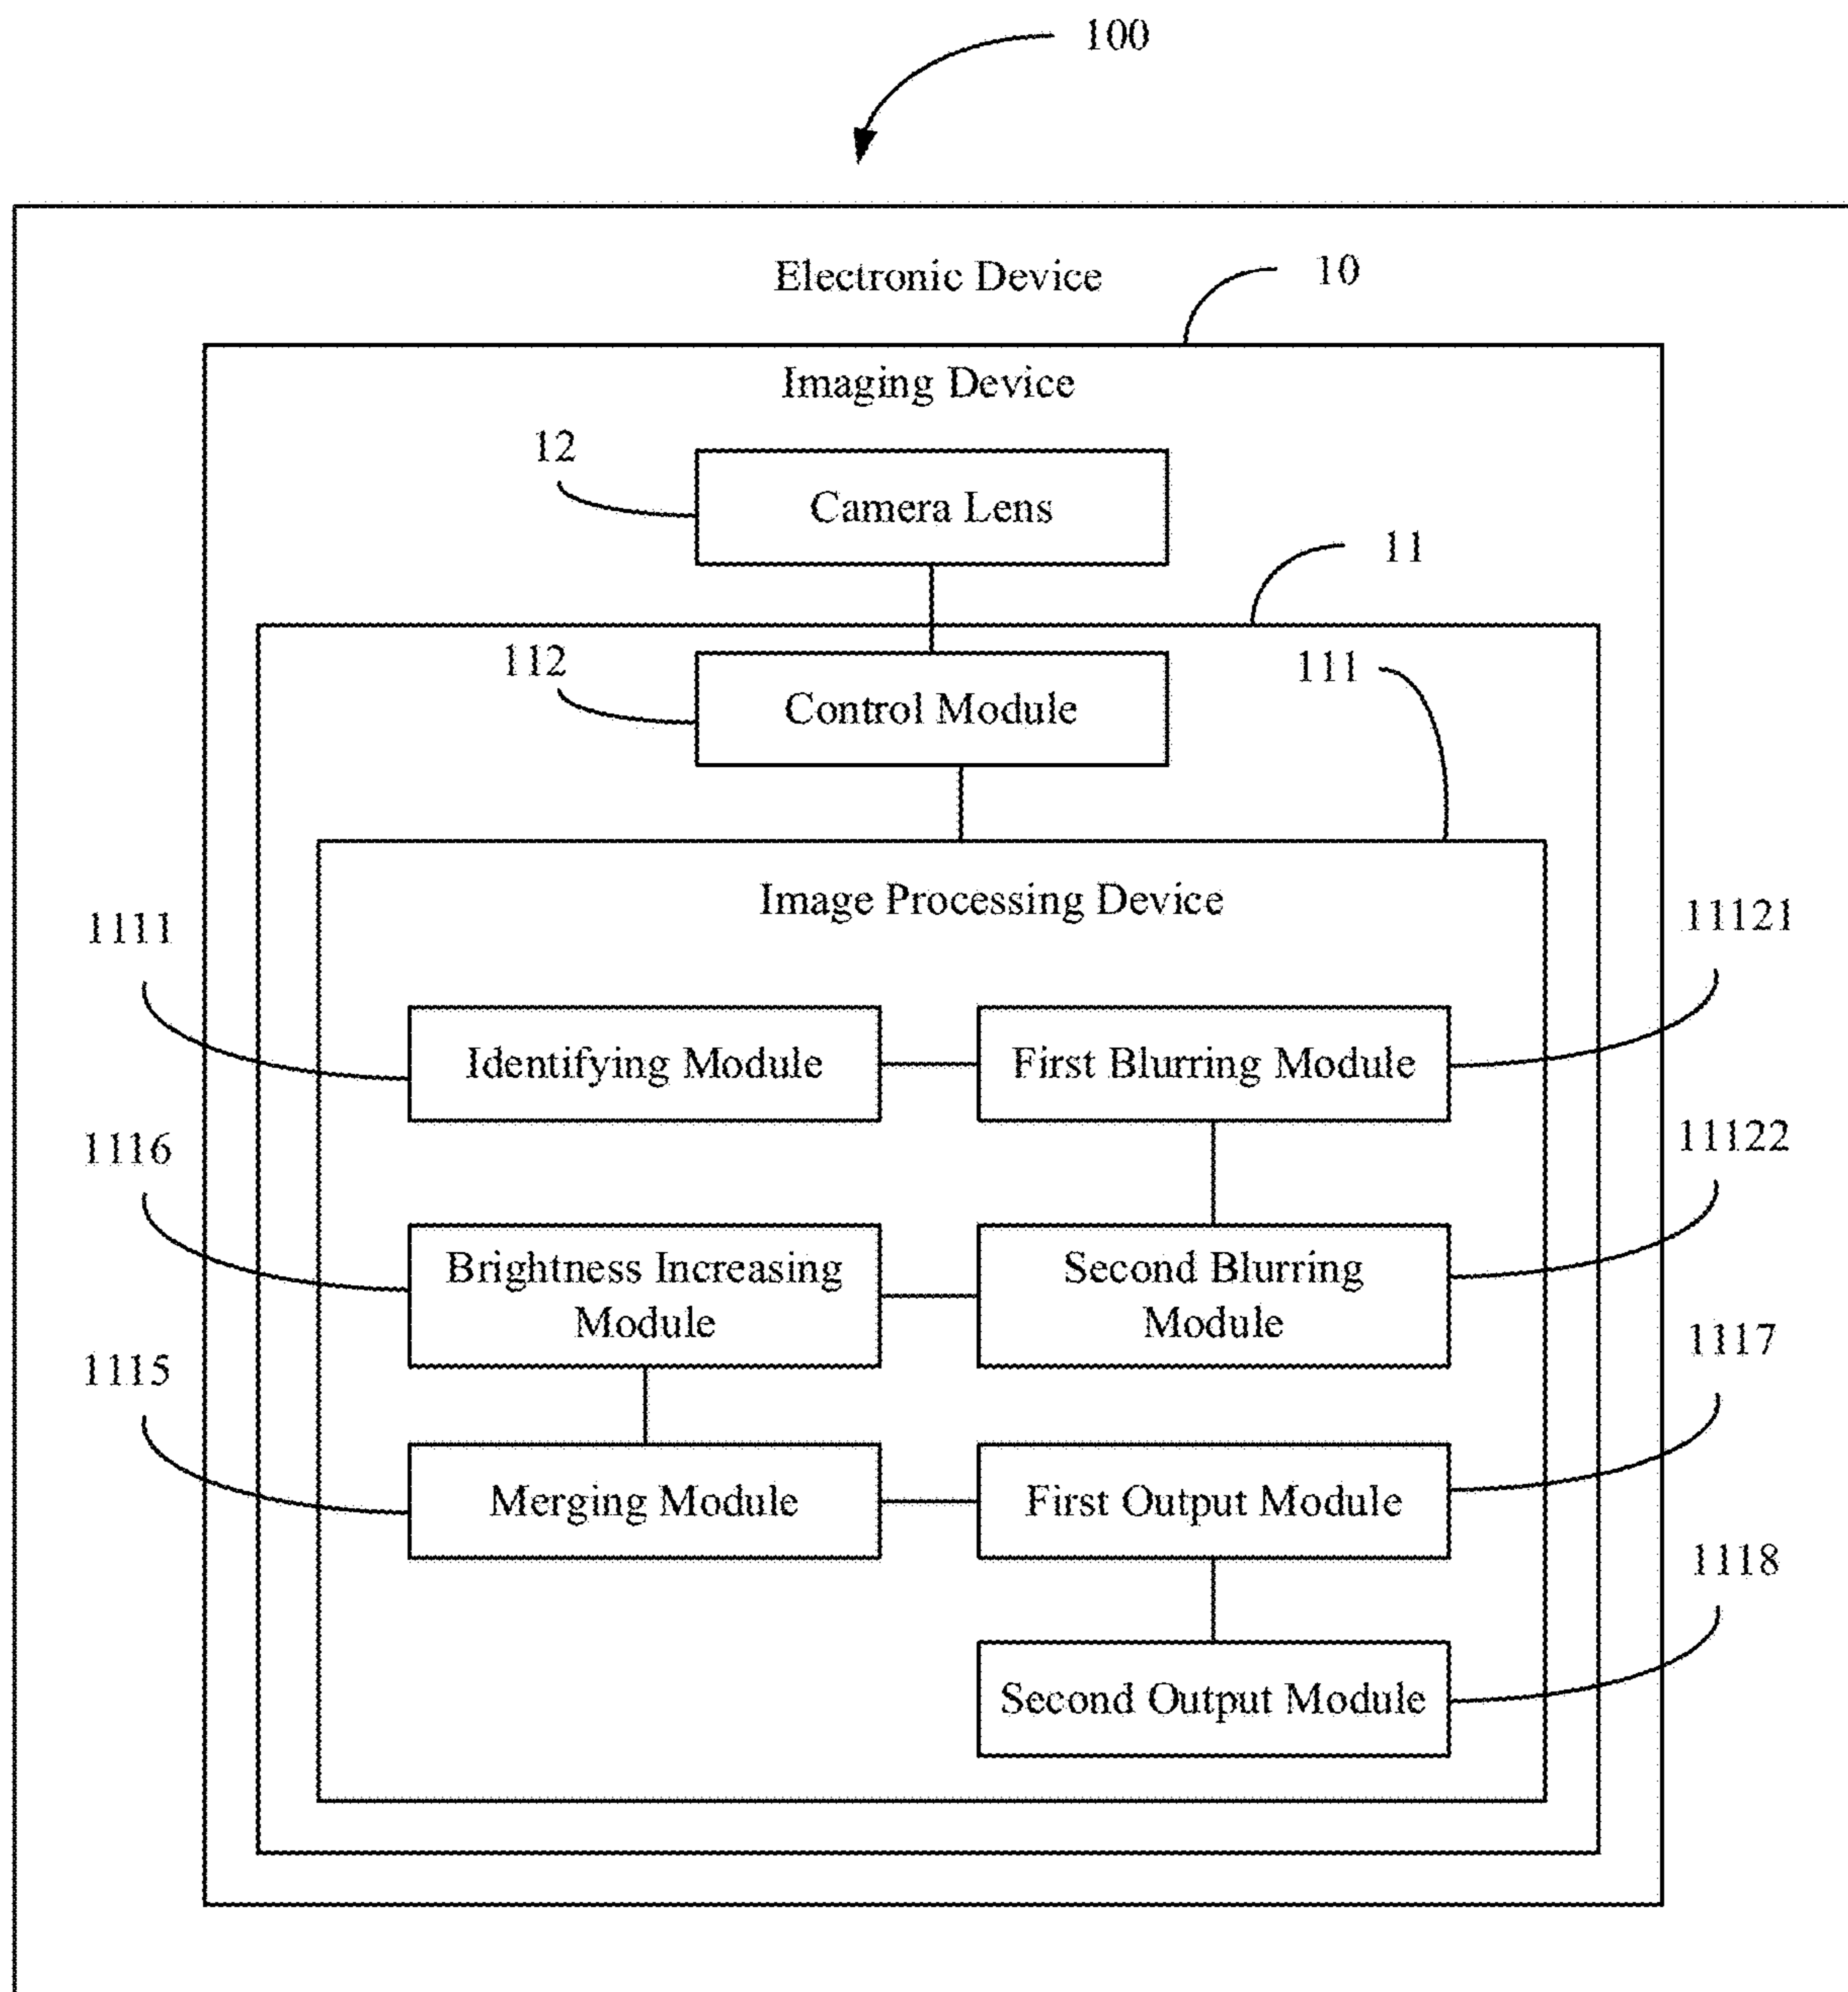 100
Electronic Device
10
Imaging Device
12
Camera Lens
11
112
Control Module
111
Image Processing Device
1111
11121
Identifying Module
First Blurring Module
1116
11122
Brightness Increasing
Module
Second Blurring
Module
1115
1117
Merging Module
First Output Module
1118
Second Output Module